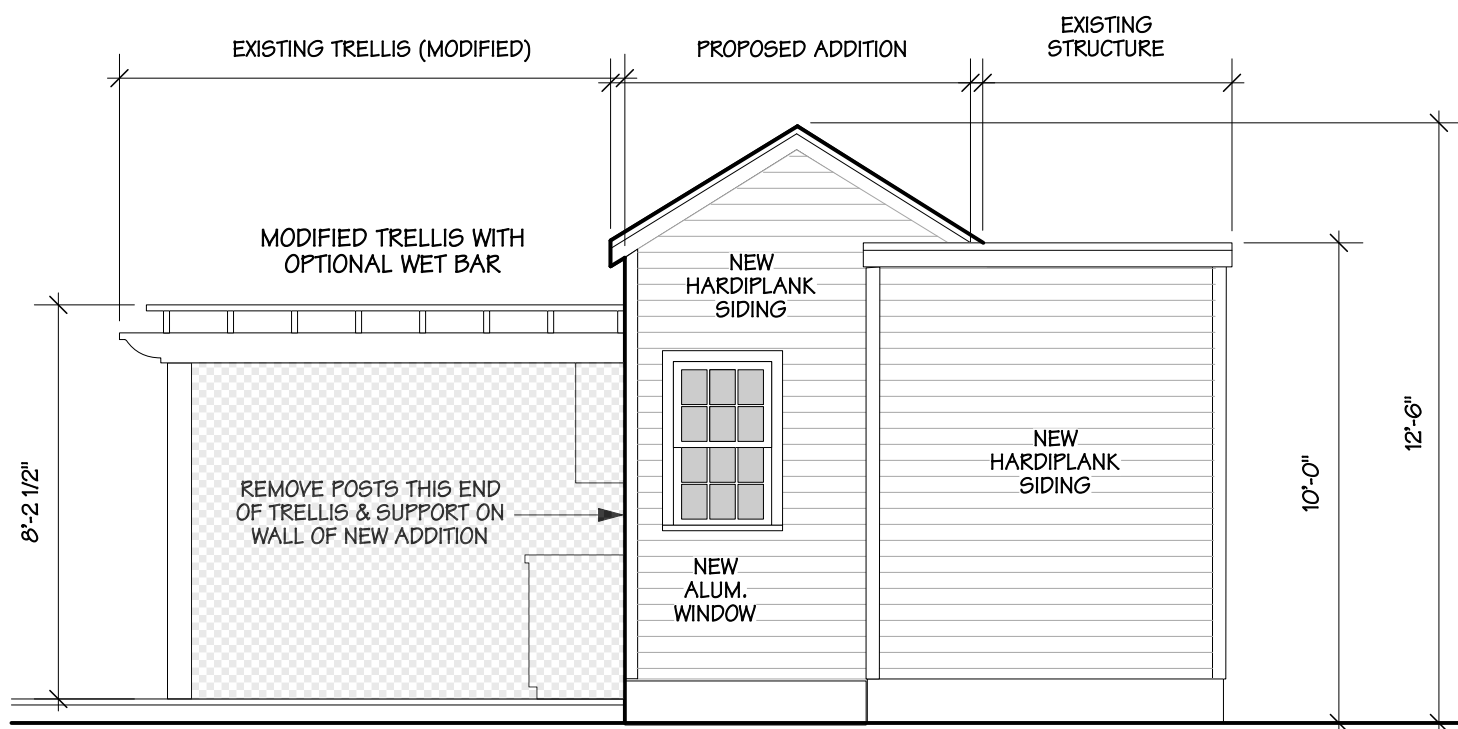 EXISTING TRELLIS (MODIFIED)
PROPOSED ADDITION
EXISTING
STRUCTURE
MODIFIED TRELLIS WITH
OPTIONAL WET BAR
NEW
HARDIPLANK
SIDING
8'-2 1/2"
REMOVE POSTS THIS END
OF TRELLIS & SUPPORT ON
WALL OF NEW ADDITION
NEW
ALUM.
WINDOW
NEW
HARDIPLANK
SIDING
10'-0"
12'-6"